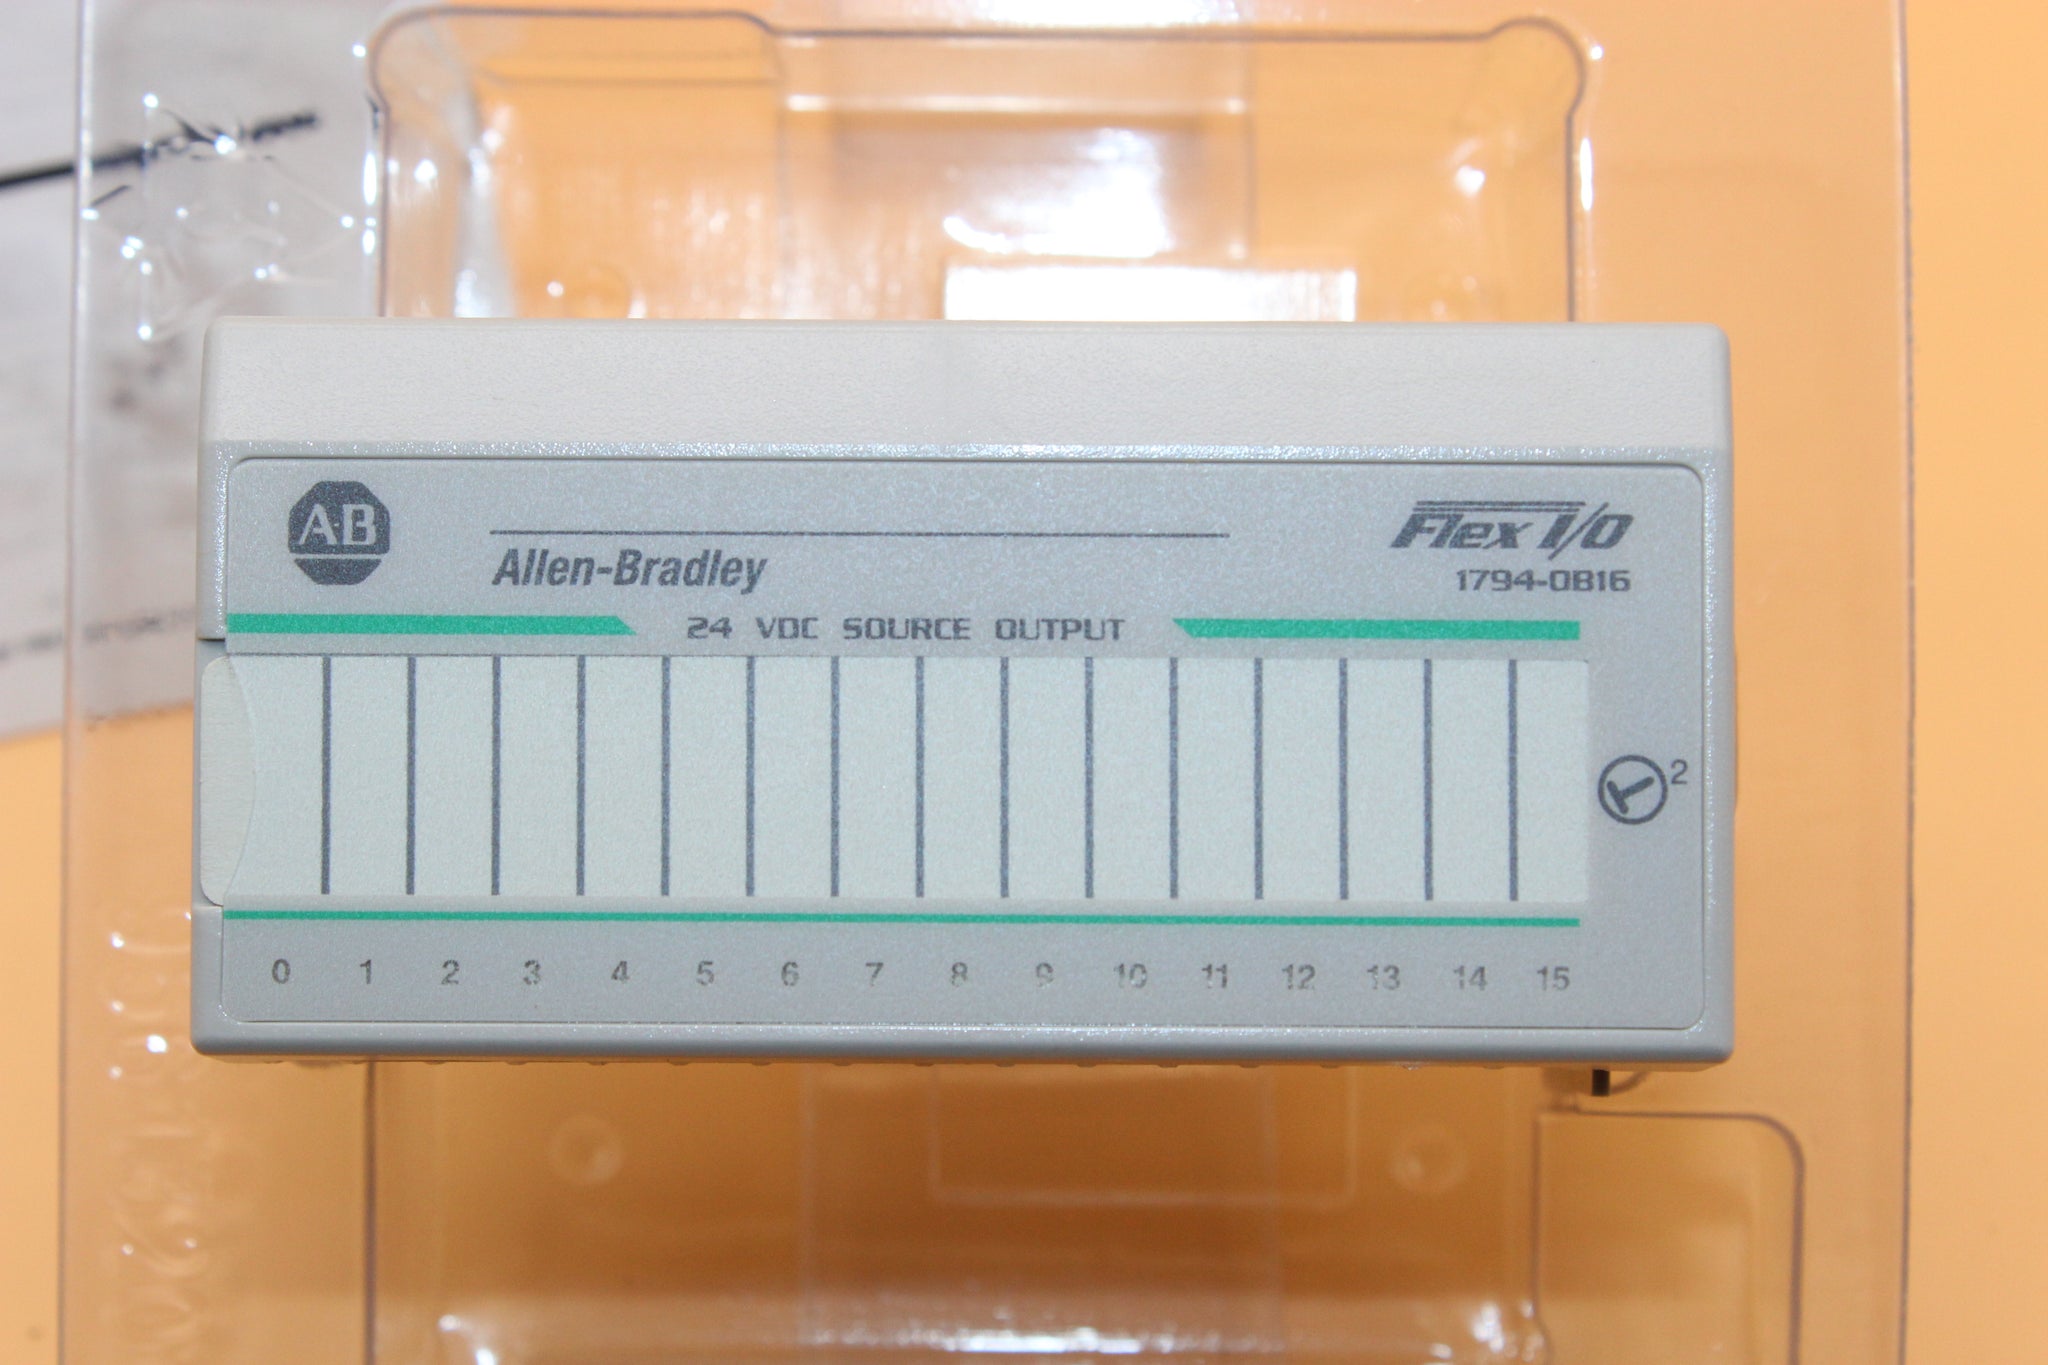 AB
Allen-Bradley
Flex I/O
1794-OB16
24 VDC SOURCE OUTPUT
2
0 1 2 3 4 5 6 7 8 9 10 11 12 13 14 15